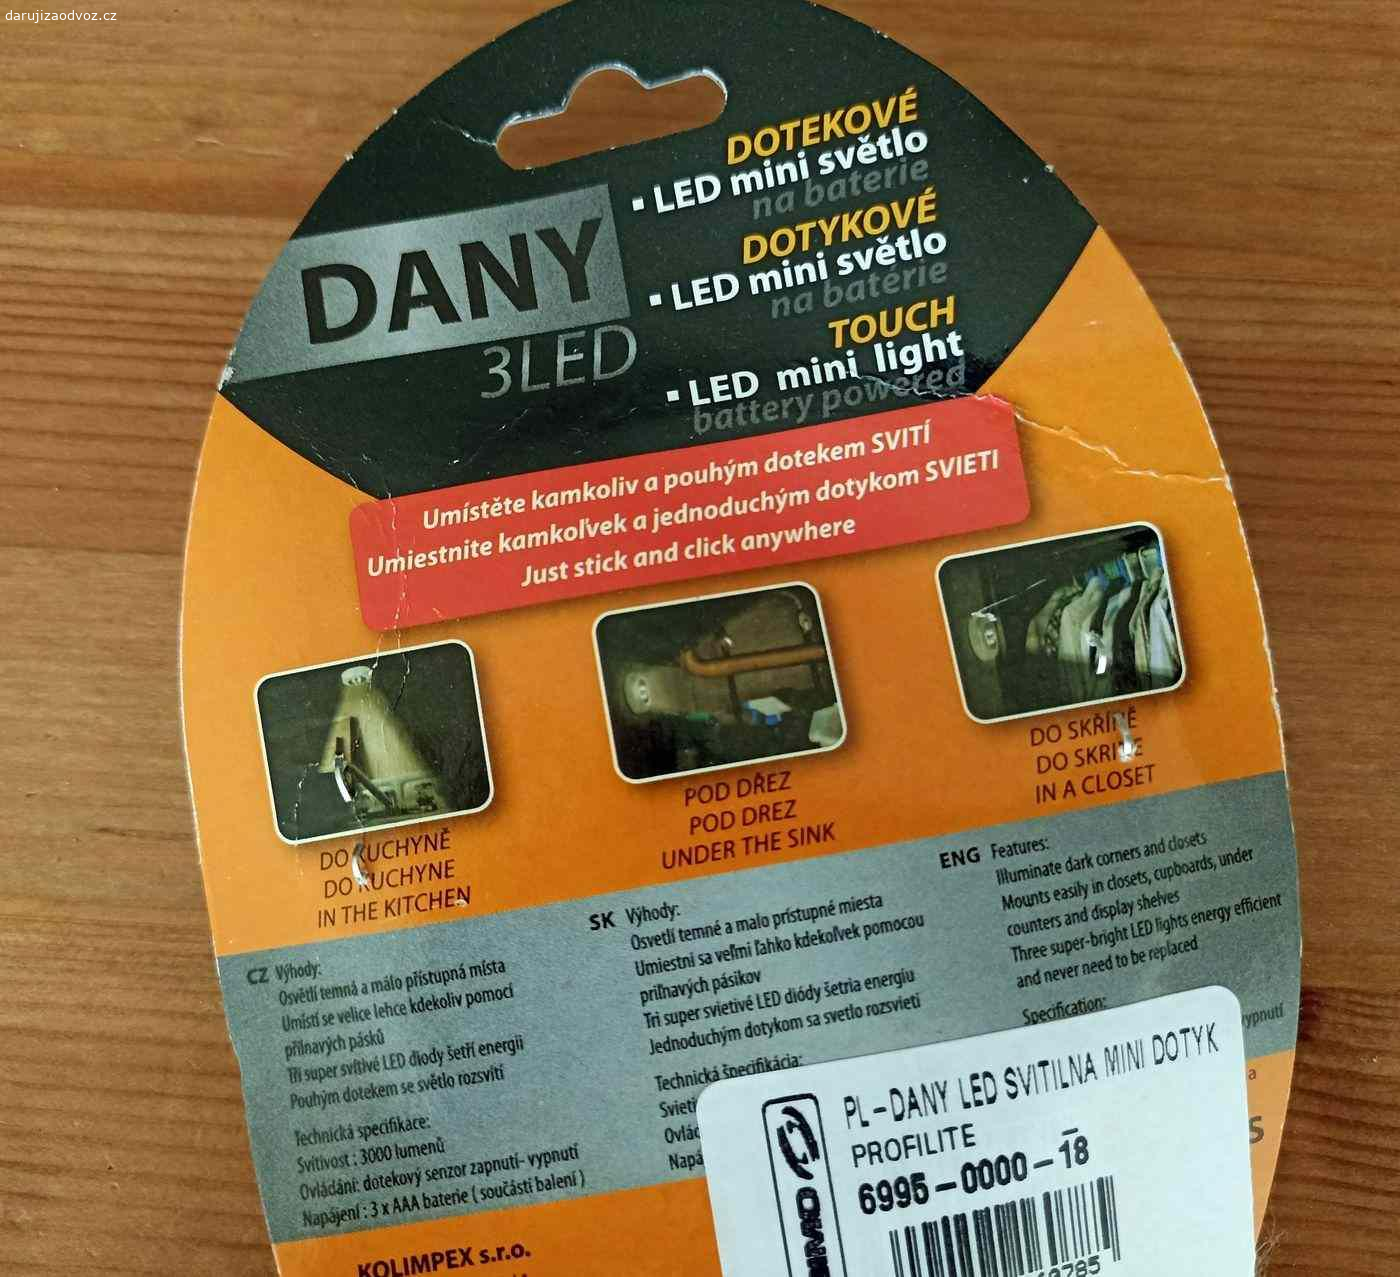 darujizaodvoz.cz
DOTEKOVÉ
▪ LED mini světlo
na baterie
DOTYKOVÉ
▪ LED mini světlo
na batérie
TOUCH
▪ LED mini light
battery powered
DANY
3LED
Umístěte kamkoliv a pouhým dotekem SVITÍ
Umiestnite kamkoľvek a jednoduchým dotykom SVIETI
Just stick and click anywhere
DO KUCHYNĚ
DO KUCHYNE
IN THE KITCHEN
POD DŘEZ
POD DREZ
UNDER THE SINK
DO SKŘÍNĚ
DO SKRINE
IN A CLOSET
CZ Výhody:
Osvětlí temná a málo přístupná místa
Umístí se velice lehce kdekoliv pomocí
přilnavých pásků
Tři super svítivé LED diody šetří energii
Pouhým dotekem se světlo rozsvítí
Technická specifikace:
Svítivost : 3000 lumenů
Ovládání: dotekový senzor zapnutí- vypnutí
Napájení : 3 x AAA baterie ( součástí balení )
SK Výhody:
Osvetlí temné a malo prístupné miesta
Umiestni sa veľmi ľahko kdekoľvek pomocou
priľnavých pásikov
Tri super svietivé LED diódy šetria energiu
Jednoduchým dotykom sa svetlo rozsvieti
Technická špecifikácia:
ENG Features:
Illuminate dark corners and closets
Mounts easily in closets, cupboards, under
counters and display shelves
Three super-bright LED lights energy efficient
and never need to be replaced
Specification:
vypnutí
PL-DANY LED SVITILNA MINI DOTYK
PROFILITE
6995-0000-18
KOLIMPEX s.r.o.